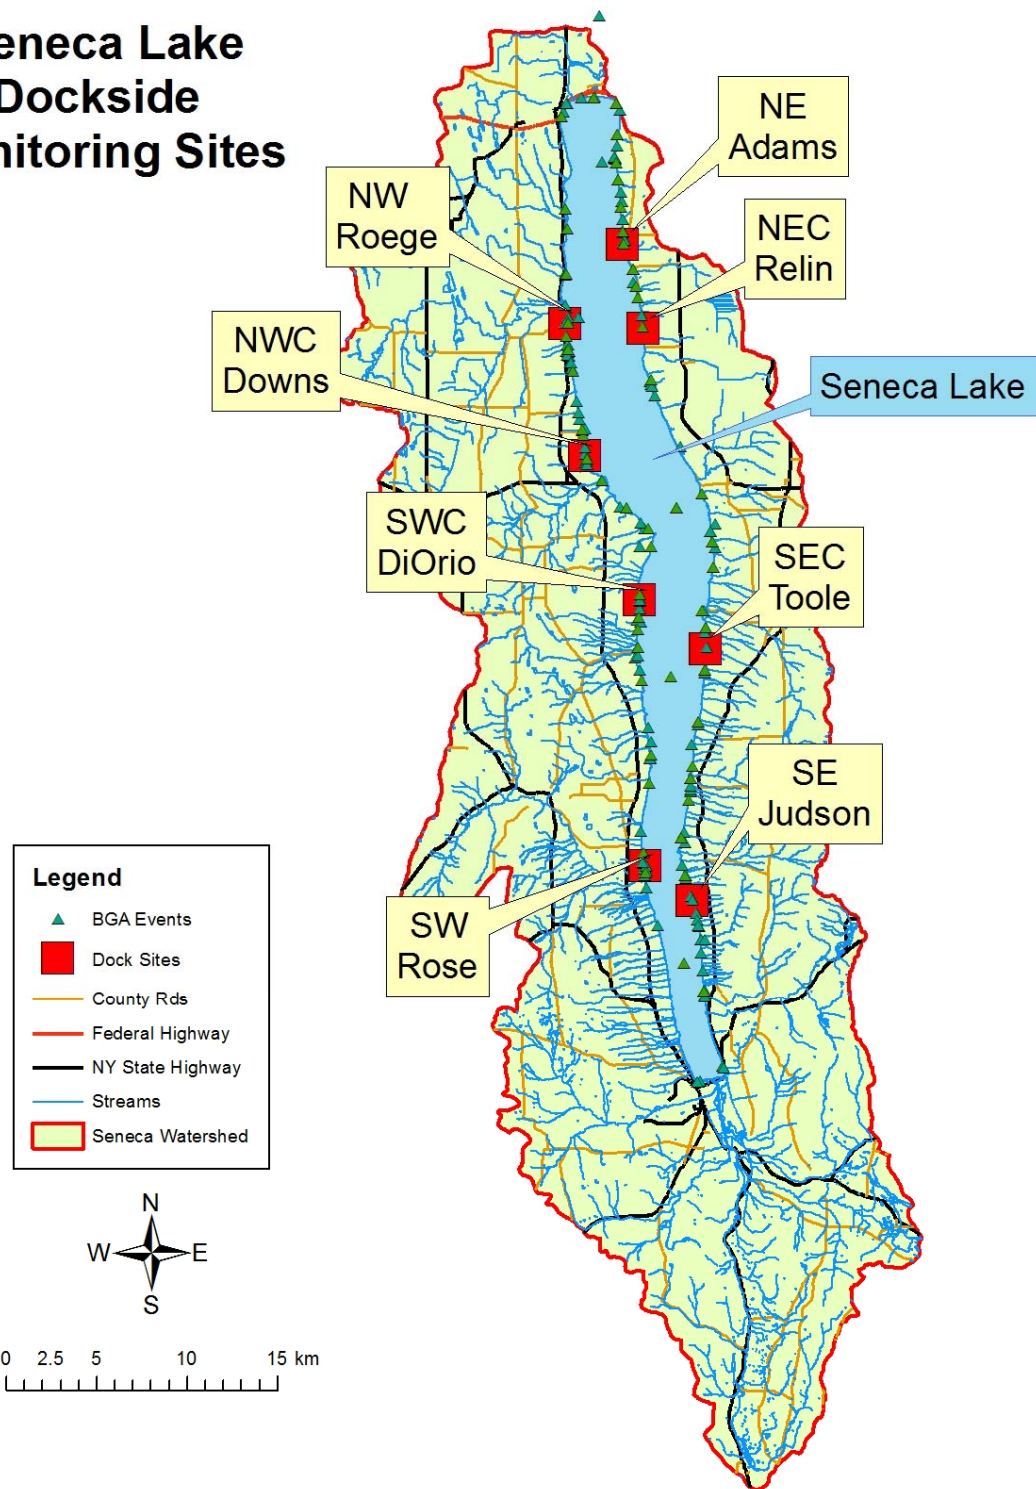 eneca Lake
Dockside
nitoring Sites
NE
Adams
NW
Roege
NEC
Relin
NWC
Downs
Seneca Lake
SWC
DiOrio
SEC
Toole
SE
Judson
SW
Rose
Legend
BGA Events
Dock Sites
County Rds
Federal Highway
NY State Highway
Streams
Seneca Watershed
N
W E
S
0 2.5 5 10 15 km